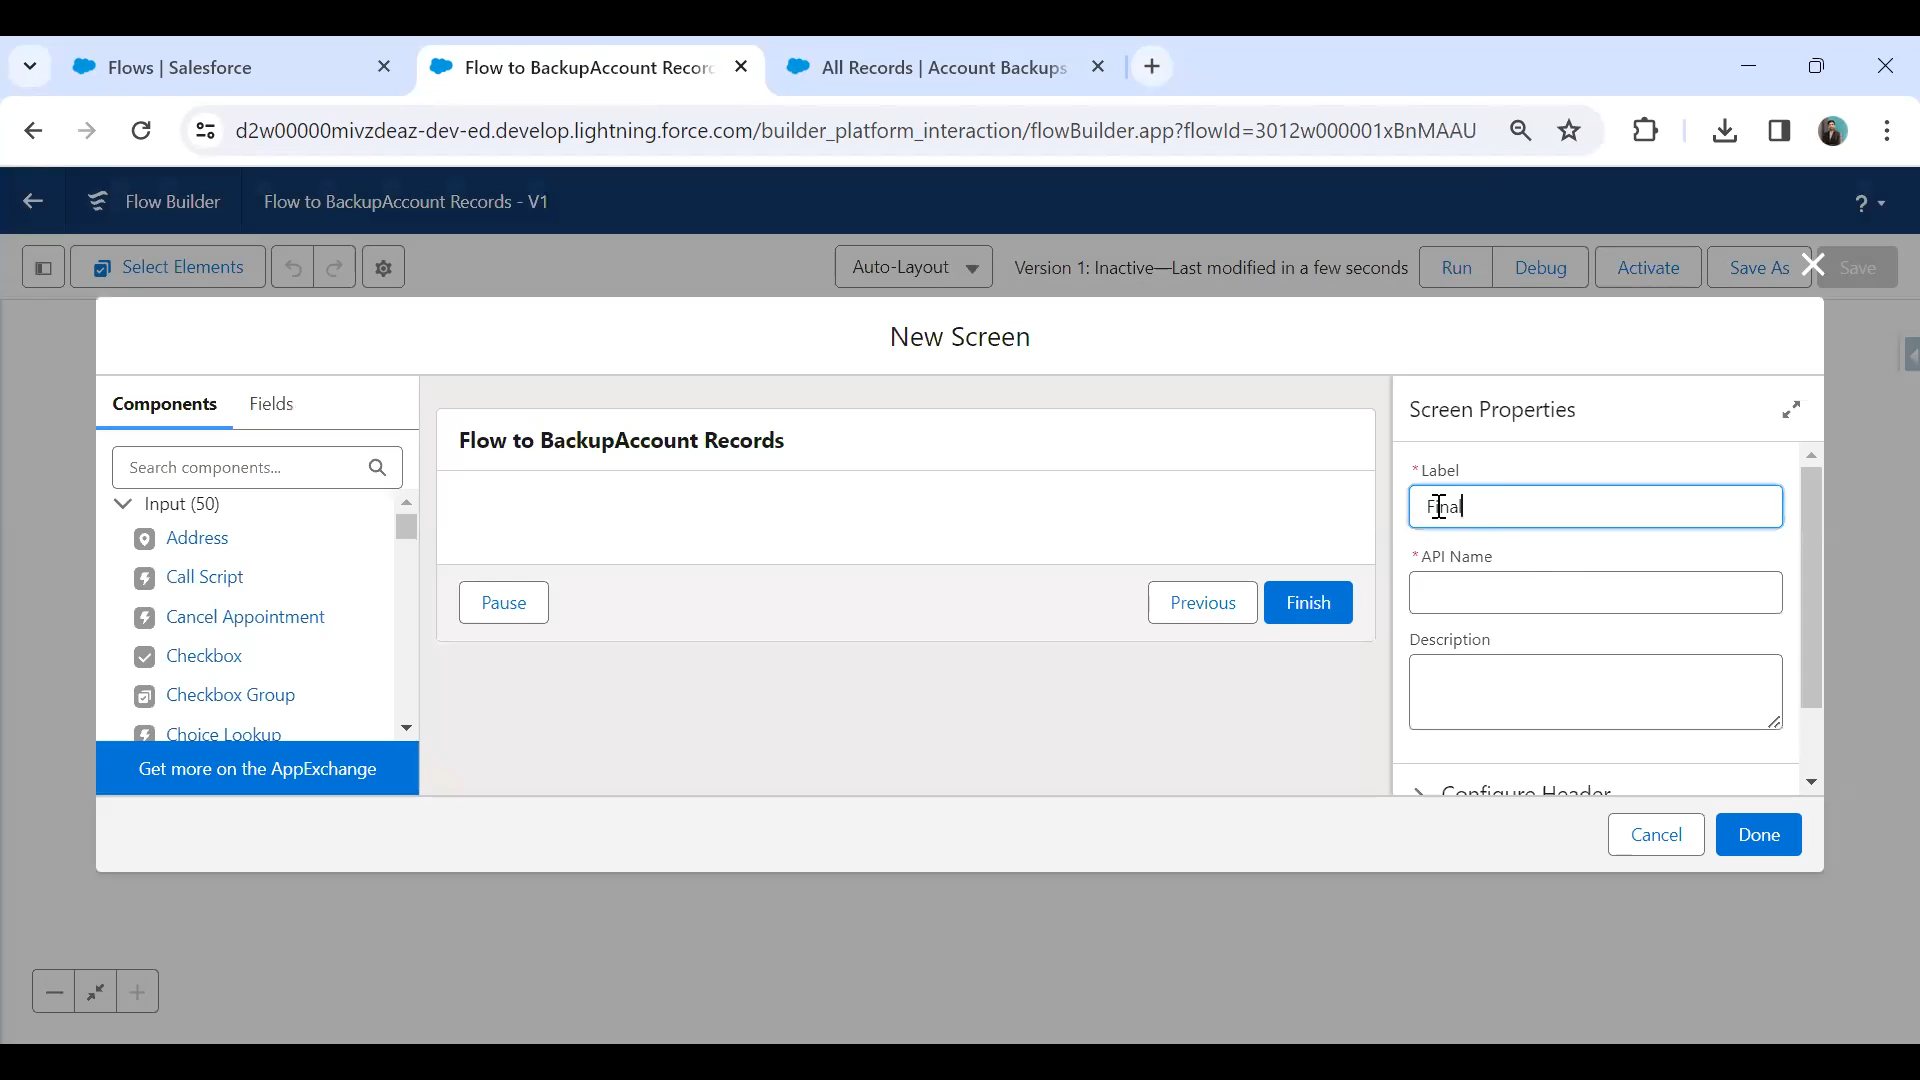 Flows | Salesforce
Flow to BackupAccount Recorc
All Records | Account Backups
d2w00000mivzdeaz-dev-ed.develop.lightning.force.com/builder_platform_interaction/flowBuilder.app?flowId=3012w000001xBnMAAU
Flow Builder
Flow to BackupAccount Records - V1
?
Select Elements
Auto-Layout
Version 1: Inactive—Last modified in a few seconds
Run
Debug
Activate
Save As
Save
New Screen
Components
Fields
Search components...
Input (50)
Address
Call Script
Cancel Appointment
Checkbox
Checkbox Group
Choice Lookup
Get more on the AppExchange
Flow to BackupAccount Records
Pause
Previous
Finish
Screen Properties
* Label
Final
* API Name
Description
Configure Header
Cancel
Done